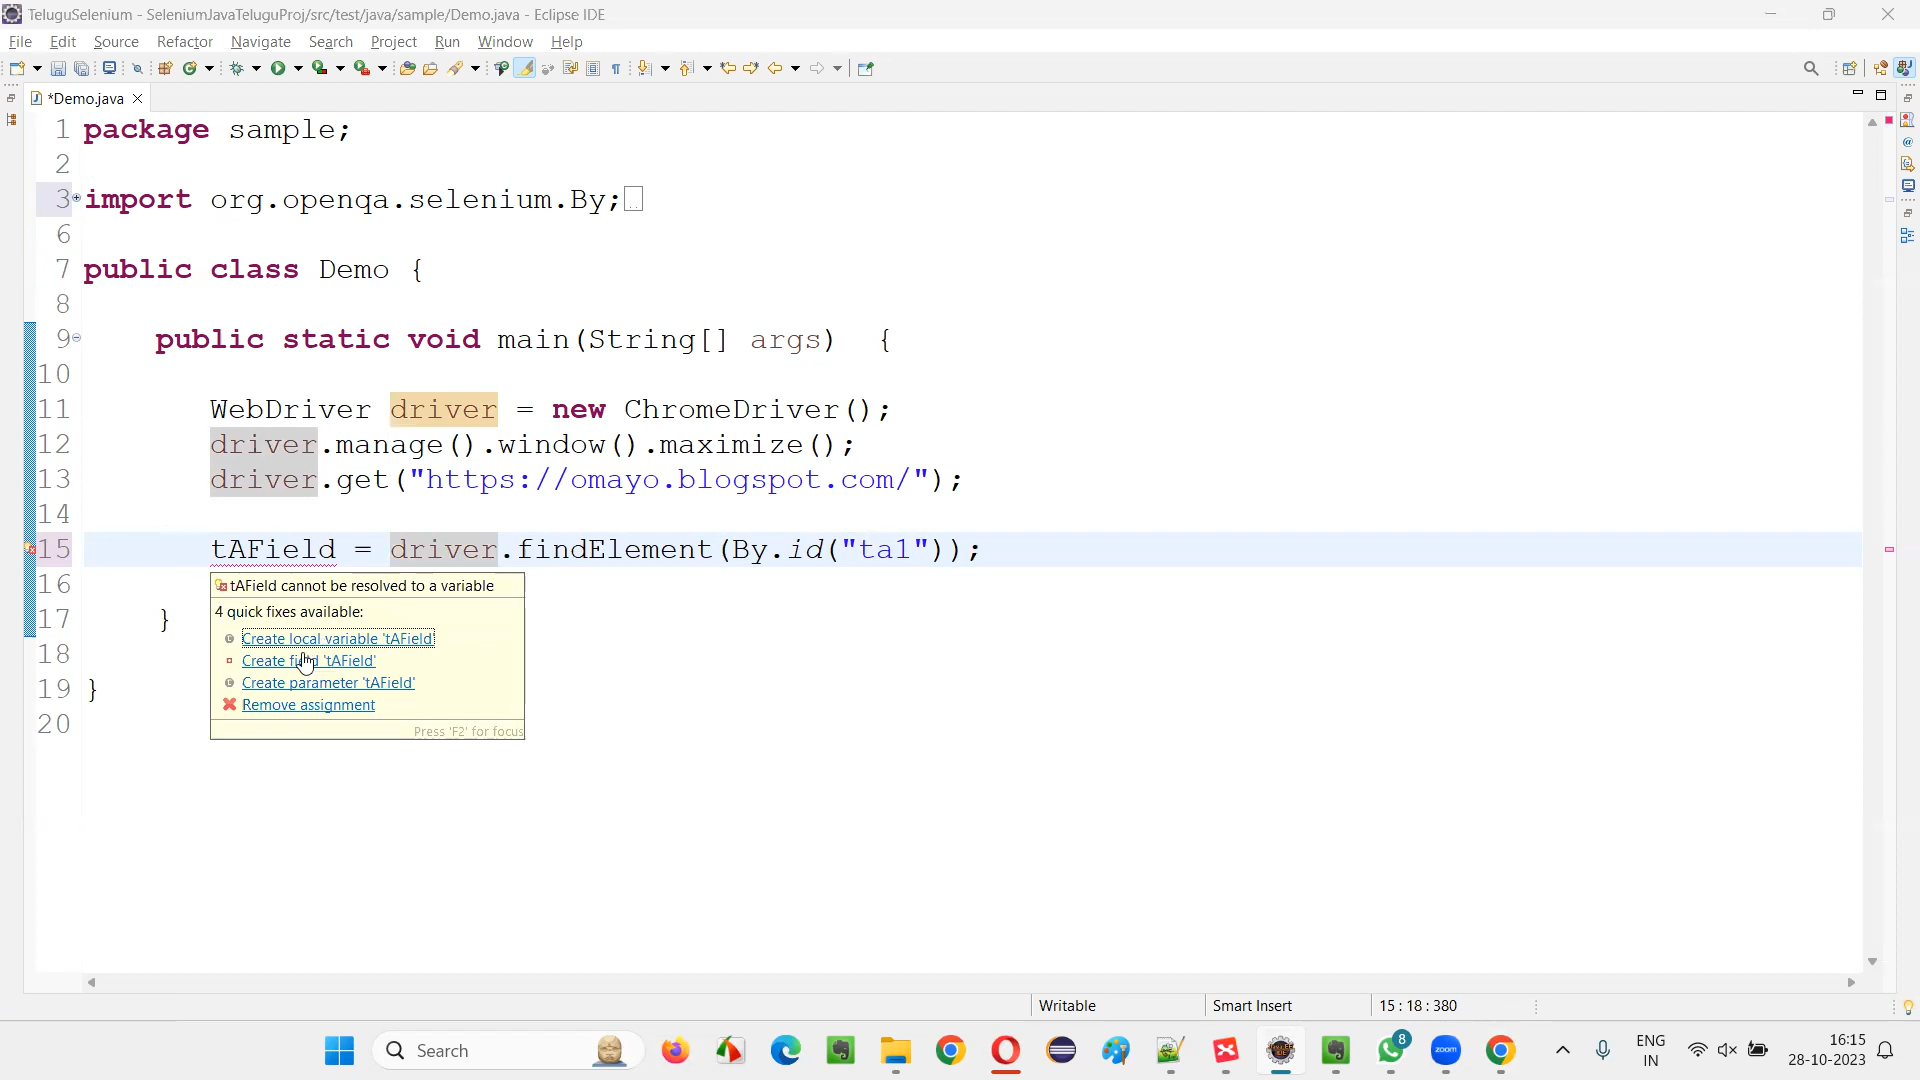 TeluguSelenium - SeleniumJavaTeluguProj/src/test/java/sample/Demo.java - Eclipse IDE
File Edit Source Refactor Navigate Search Project Run Window Help
*Demo.java
1 package sample;
2
3 import org.openqa.selenium.By;
6
7 public class Demo {
8
9 public static void main(String[] args) {
10
11 WebDriver driver = new ChromeDriver();
12 driver.manage().window().maximize();
13 driver.get("https://omayo.blogspot.com/");
14
15 tAField = driver.findElement(By.id("ta1"));
16
tAField cannot be resolved to a variable
4 quick fixes available:
17 }
Create local variable 'tAField'
18
Create field 'tAField'
Create parameter 'tAField'
19 }
Remove assignment
20
Press 'F2' for focus
Writable Smart Insert 15 : 18 : 380
Search
8
zoom
ENG
IN
16:15
28-10-2023